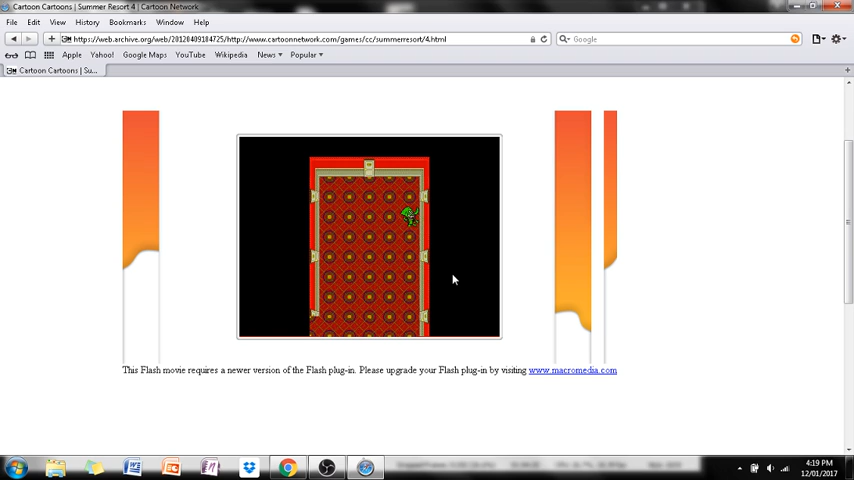 Cartoon Cartoons | Summer Resort 4 | Cartoon Network
File Edit View History Bookmarks Window Help
https://web.archive.org/web/20120409184725/http://www.cartoonnetwork.com/games/cc/summerresort/4.html
Google
Apple Yahoo! Google Maps YouTube Wikipedia News Popular
Cartoon Cartoons | Su...
This Flash movie requires a newer version of the Flash plug-in. Please upgrade your Flash plug-in by visiting www.macromedia.com
4:19 PM
12/01/2017